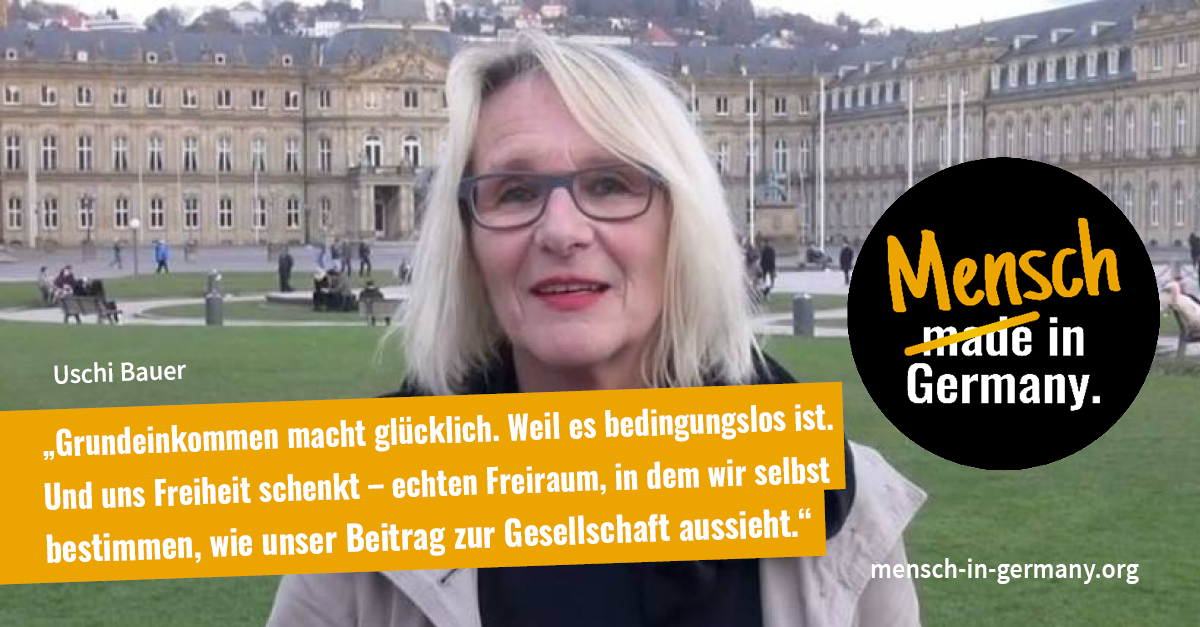 Uschi Bauer
„Grundeinkommen macht glücklich. Weil es bedingungslos ist.
Und uns Freiheit schenkt – echten Freiraum, in dem wir selbst
bestimmen, wie unser Beitrag zur Gesellschaft aussieht.“
Mensch
made in
Germany.
mensch-in-germany.org